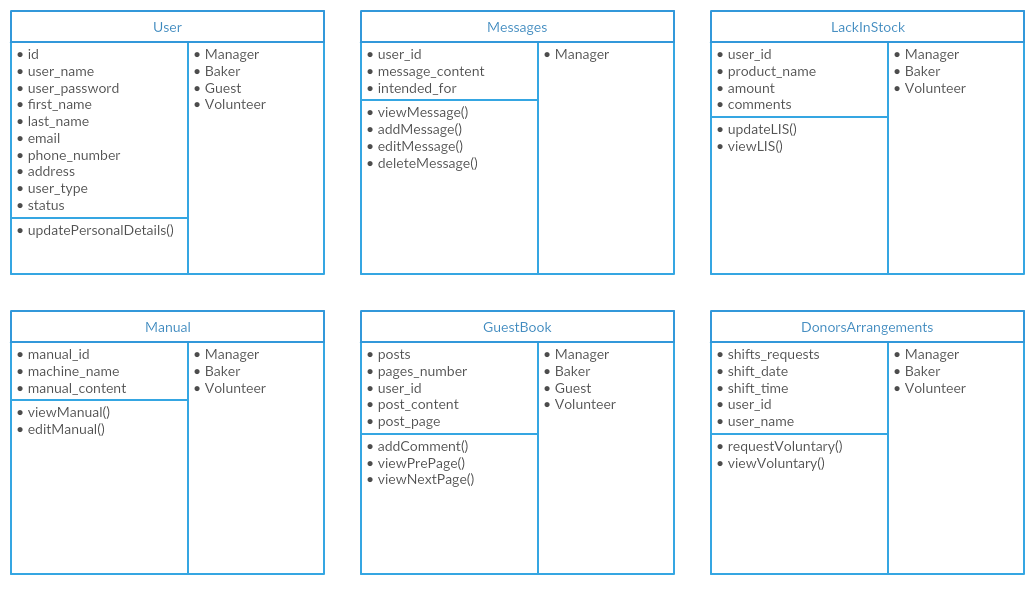 User
• id
• user_name
• user_password
• first_name
• last_name
• email
• phone_number
• address
• user_type
• status
• updatePersonalDetails()
• Manager
• Baker
• Guest
• Volunteer
Messages
• user_id
• message_content
• intended_for
• viewMessage()
• addMessage()
• editMessage()
• deleteMessage()
• Manager
LackInStock
• user_id
• product_name
• amount
• comments
• updateLIS()
• viewLIS()
• Manager
• Baker
• Volunteer
Manual
• manual_id
• machine_name
• manual_content
• viewManual()
• editManual()
• Manager
• Baker
• Volunteer
GuestBook
• posts
• pages_number
• user_id
• post_content
• post_page
• addComment()
• viewPrePage()
• viewNextPage()
• Manager
• Baker
• Guest
• Volunteer
DonorsArrangements
• shifts_requests
• shift_date
• shift_time
• user_id
• user_name
• requestVoluntary()
• viewVoluntary()
• Manager
• Baker
• Volunteer